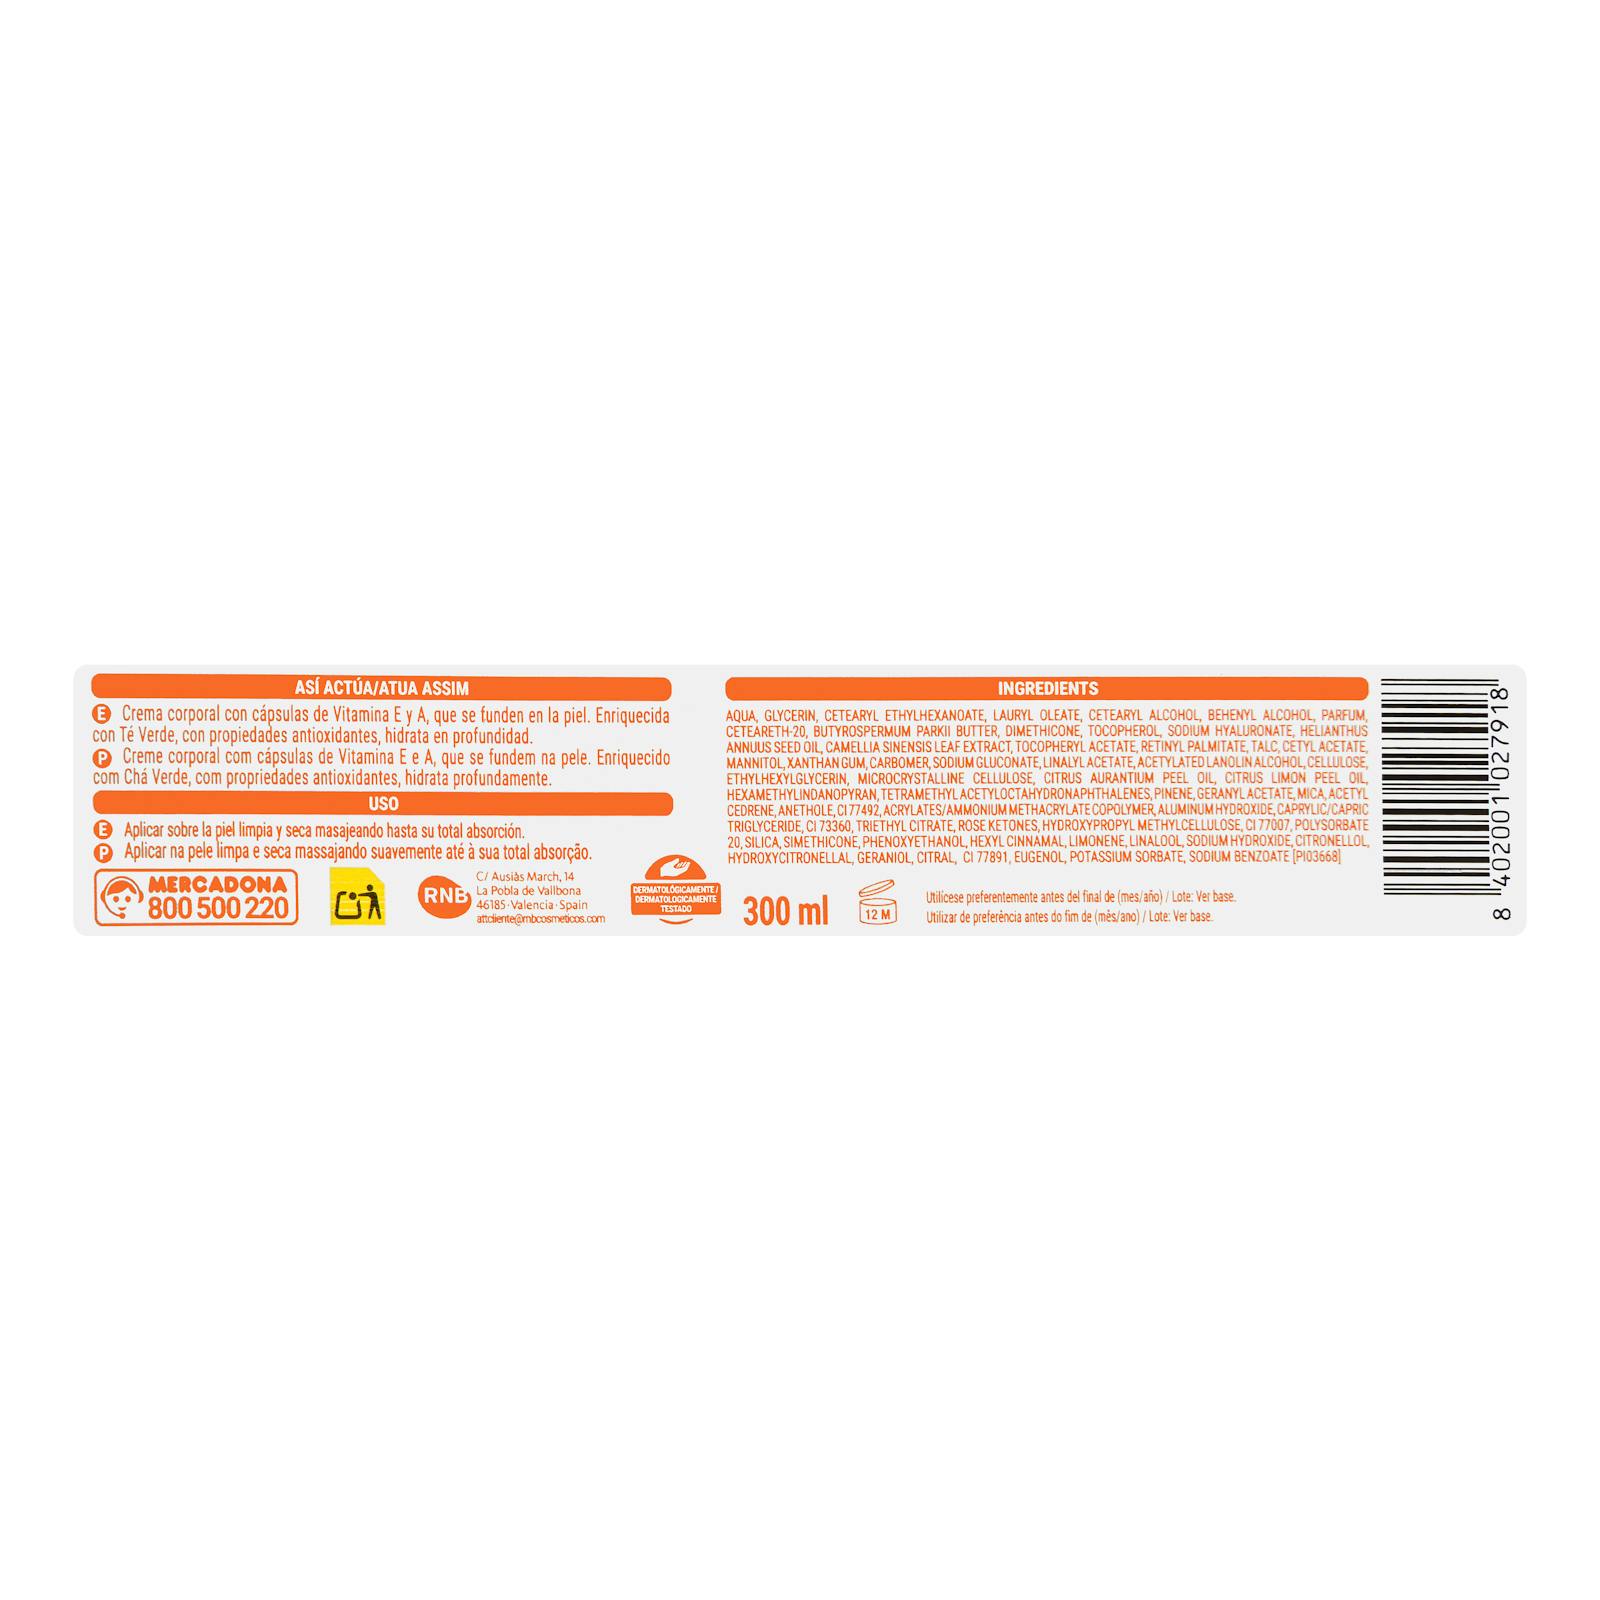 ASÍ ACTÚA/ATUA ASSIM
E Crema corporal con cápsulas de Vitamina E y A, que se funden en la piel. Enriquecida
con Té Verde, con propiedades antioxidantes, hidrata en profundidad.
P Creme corporal com cápsulas de Vitamina E e A, que se fundem na pele. Enriquecido
com Chá Verde, com propriedades antioxidantes, hidrata profundamente.
USO
E Aplicar sobre la piel limpia y seca masajeando hasta su total absorción.
P Aplicar na pele limpa e seca massajando suavemente até à sua total absorção.
MERCADONA
800 500 220
RNB
C/ Ausiàs March, 14
La Pobla de Vallbona
46185·Valencia·Spain
attcliente@rnbcosmeticos.com
DERMATOLÓGICAMENTE/
DERMATOLOGICAMENTE
TESTADO
INGREDIENTS
AQUA, GLYCERIN, CETEARYL ETHYLHEXANOATE, LAURYL OLEATE, CETEARYL ALCOHOL, BEHENYL ALCOHOL, PARFUM,
CETEARETH-20, BUTYROSPERMUM PARKII BUTTER, DIMETHICONE, TOCOPHEROL, SODIUM HYALURONATE, HELIANTHUS
ANNUUS SEED OIL, CAMELLIA SINENSIS LEAF EXTRACT, TOCOPHERYL ACETATE, RETINYL PALMITATE, TALC, CETYL ACETATE,
MANNITOL, XANTHAN GUM, CARBOMER, SODIUM GLUCONATE, LINALYL ACETATE, ACETYLATED LANOLIN ALCOHOL, CELLULOSE,
ETHYLHEXYLGLYCERIN, MICROCRYSTALLINE CELLULOSE, CITRUS AURANTIUM PEEL OIL, CITRUS LIMON PEEL OIL,
HEXAMETHYLINDANOPYRAN, TETRAMETHYL ACETYLOCTAHYDRONAPHTHALENES, PINENE, GERANYL ACETATE, MICA, ACETYL
CEDRENE, ANETHOLE, CI 77492, ACRYLATES/AMMONIUM METHACRYLATE COPOLYMER, ALUMINUM HYDROXIDE, CAPRYLIC/CAPRIC
TRIGLYCERIDE, CI 73360, TRIETHYL CITRATE, ROSE KETONES, HYDROXYPROPYL METHYLCELLULOSE, CI 77007, POLYSORBATE
20, SILICA, SIMETHICONE, PHENOXYETHANOL, HEXYL CINNAMAL, LIMONENE, LINALOOL, SODIUM HYDROXIDE, CITRONELLOL,
HYDROXYCITRONELLAL, GERANIOL, CITRAL, CI 77891, EUGENOL, POTASSIUM SORBATE, SODIUM BENZOATE [PI03668]
300 ml
12 M
Utilícese preferentemente antes del final de (mes/año) / Lote: Ver base.
Utilizar de preferência antes do fim de (mês/ano) / Lote: Ver base.
8 402001 027918